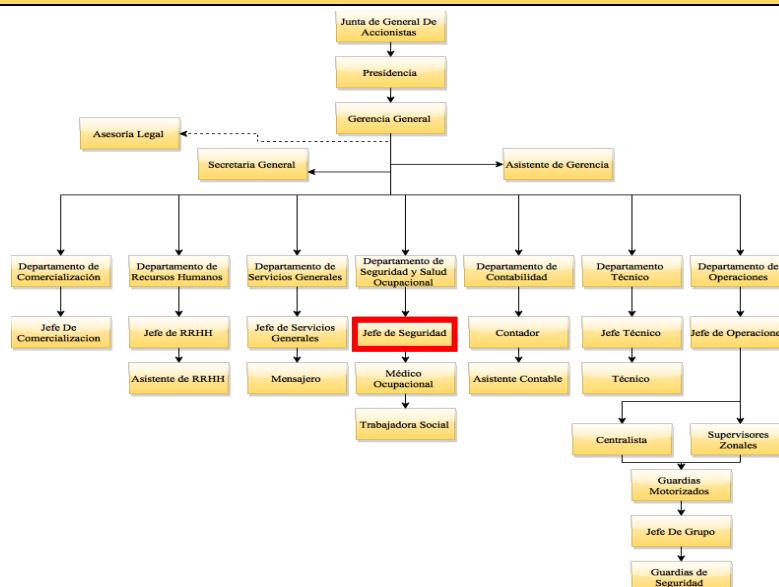 Junta de General De
Accionistas
Presidencia
Gerencia General
Asesoría Legal
Secretaria General
Asistente de Gerencia
Departamento de
Comercialización
Departamento de
Recursos Humanos
Departamento de
Servicios Generales
Departamento de
Seguridad y Salud
Ocupacional
Departamento de
Contabilidad
Departamento
Técnico
Departamento de
Operaciones
Jefe De
Comercializacion
Jefe de RRHH
Jefe de Servicios
Generales
Jefe de Seguridad
Contador
Jefe Técnico
Jefe de Operacione
Asistente de RRHH
Mensajero
Médico
Ocupacional
Asistente Contable
Técnico
Trabajadora Social
Centralista
Supervisores
Zonales
Guardias
Motorizados
Jefe De Grupo
Guardias de
Seguridad